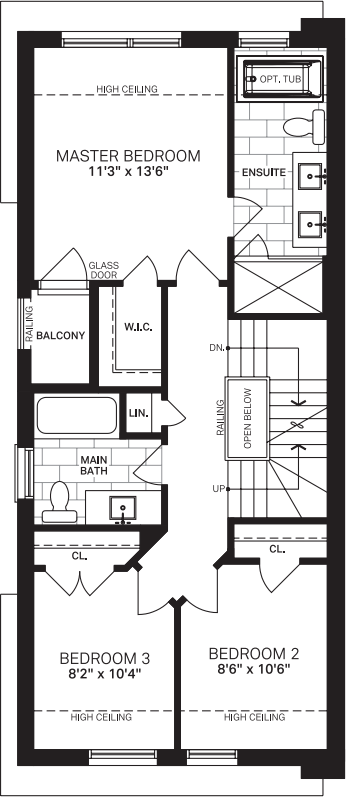 HIGH CEILING
OPT. TUB
MASTER BEDROOM
11'3" x 13'6"
ENSUITE
GLASS
DOOR
RAILING
BALCONY
W.I.C.
DN.
LIN.
RAILING
OPEN BELOW
MAIN
BATH
UP
CL.
CL.
BEDROOM 3
8'2" x 10'4"
BEDROOM 2
8'6" x 10'6"
HIGH CEILING
HIGH CEILING